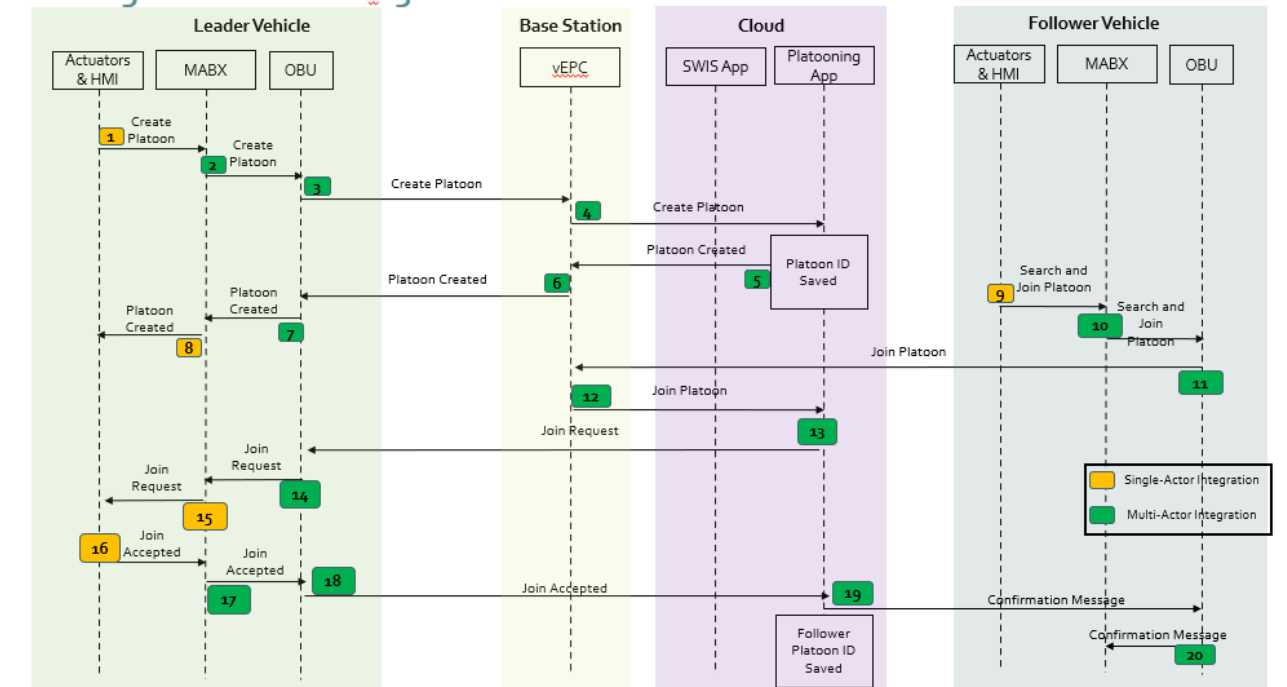 Leader Vehicle
Base Station
Cloud
Follower Vehicle
Actuators
& HMI
MABX
OBU
vEPC
SWIS App
Platooning
App
Actuators
& HMI
MABX
OBU
1
Create
Platoon
2
Create
Platoon
3
Create Platoon
4
Create Platoon
Platoon Created
5
Platoon ID
Saved
6
Platoon Created
Platoon
Created
7
Platoon
Created
8
9
Search and
Join Platoon
10
Search and
Join
Platoon
Join Platoon
11
12
Join Platoon
13
Join Request
Join
Request
14
Join
Request
15
16
Join
Accepted
17
Join
Accepted
18
Join Accepted
19
Confirmation Message
Follower
Platoon ID
Saved
Confirmation Message
20
Single-Actor Integration
Multi-Actor Integration